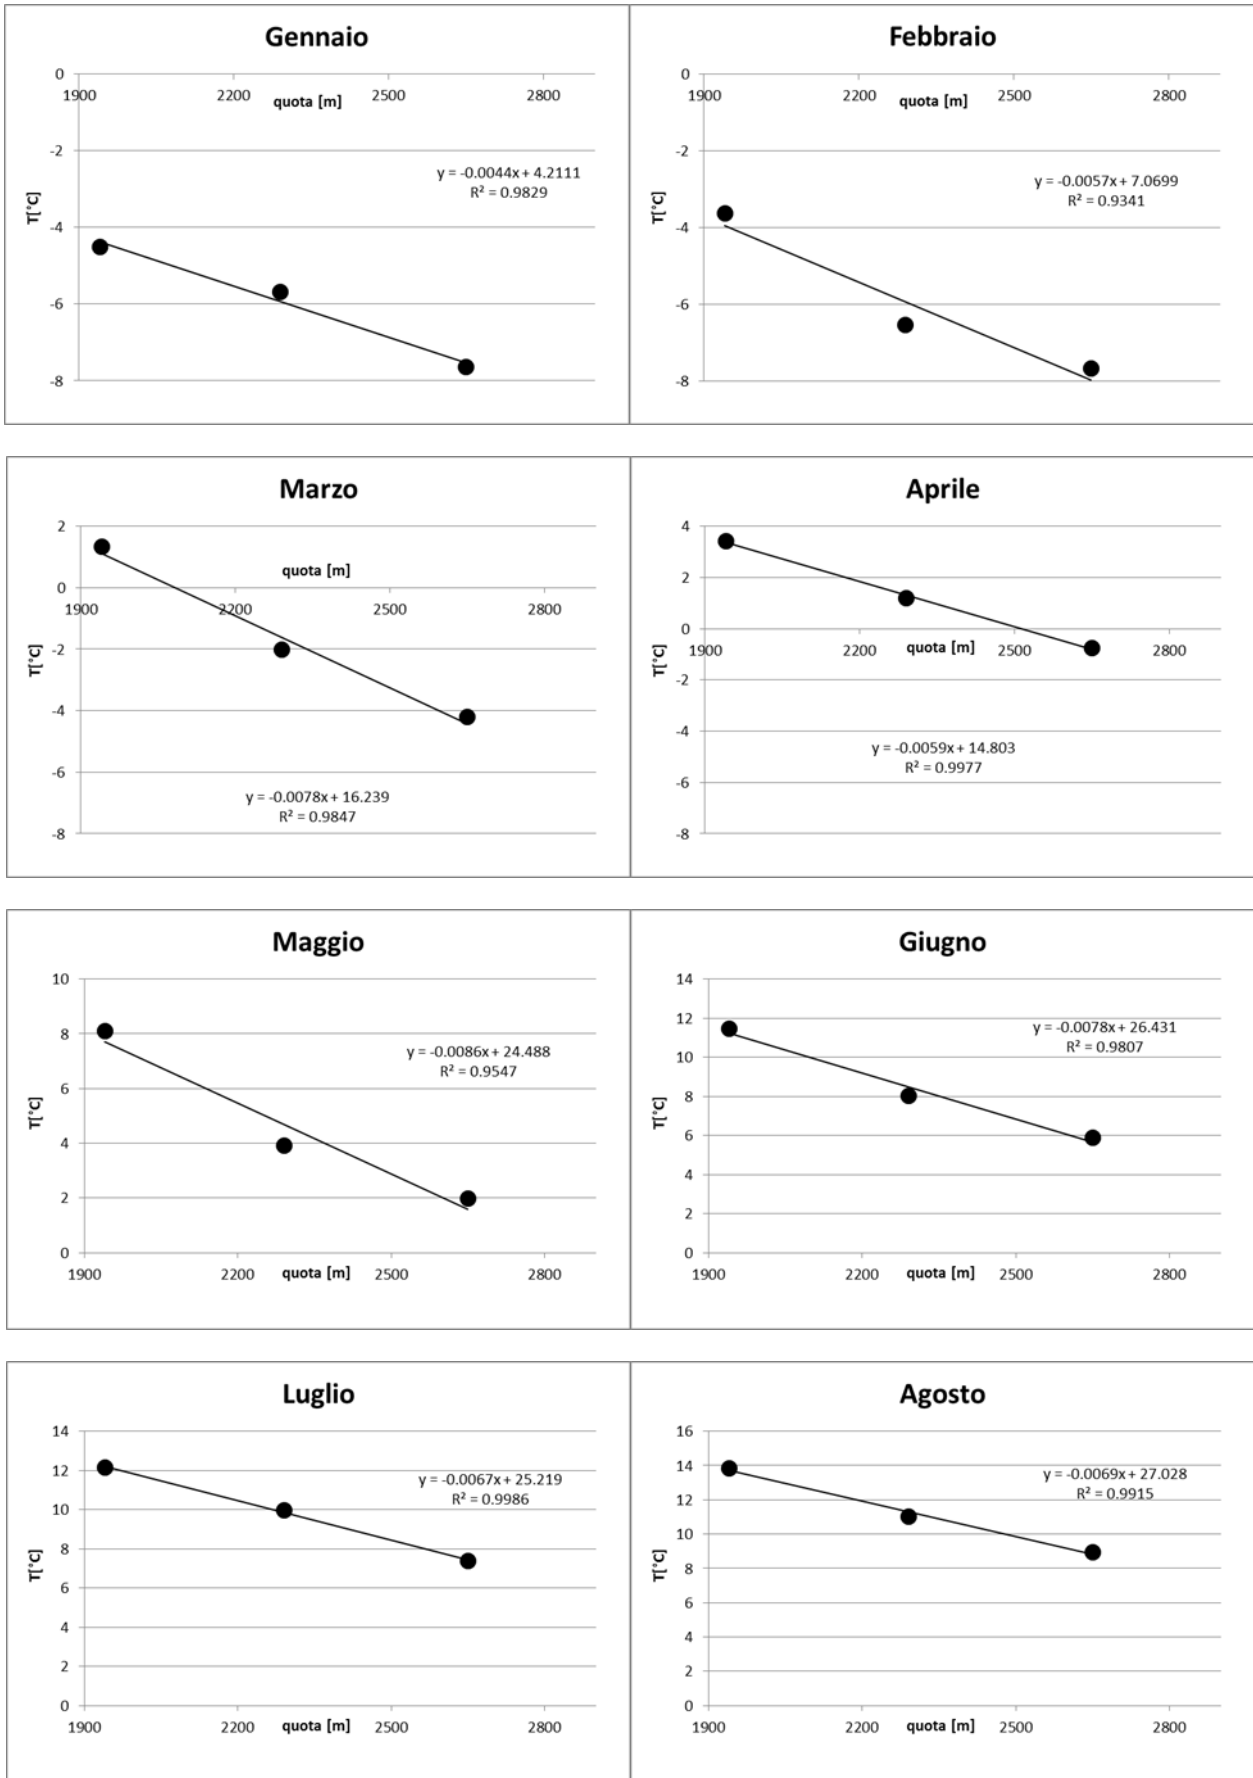 Gennaio
0
1900
2200
2500
2800
quota [m]
-2
y = -0.0044x + 4.2111
R² = 0.9829
T[°C]
-4
-6
-8
Febbraio
0
1900
2200
2500
2800
quota [m]
-2
y = -0.0057x + 7.0699
R² = 0.9341
T[°C]
-4
-6
-8
Marzo
2
quota [m]
0
1900
2200
2500
2800
T[°C]
-2
-4
-6
y = -0.0078x + 16.239
R² = 0.9847
-8
Aprile
4
2
0
1900
2200
quota [m]
2500
2800
T[°C]
-2
-4
y = -0.0059x + 14.803
R² = 0.9977
-6
-8
Maggio
10
8
y = -0.0086x + 24.488
R² = 0.9547
6
T[°C]
4
2
0
1900
2200
quota [m]
2500
2800
Giugno
14
12
y = -0.0078x + 26.431
R² = 0.9807
10
8
T[°C]
6
4
2
0
1900
2200
quota [m]
2500
2800
Luglio
14
12
y = -0.0067x + 25.219
R² = 0.9986
10
8
T[°C]
6
4
2
0
1900
2200
quota [m]
2500
2800
Agosto
16
14
y = -0.0069x + 27.028
R² = 0.9915
12
10
8
T[°C]
6
4
2
0
1900
2200
quota [m]
2500
2800